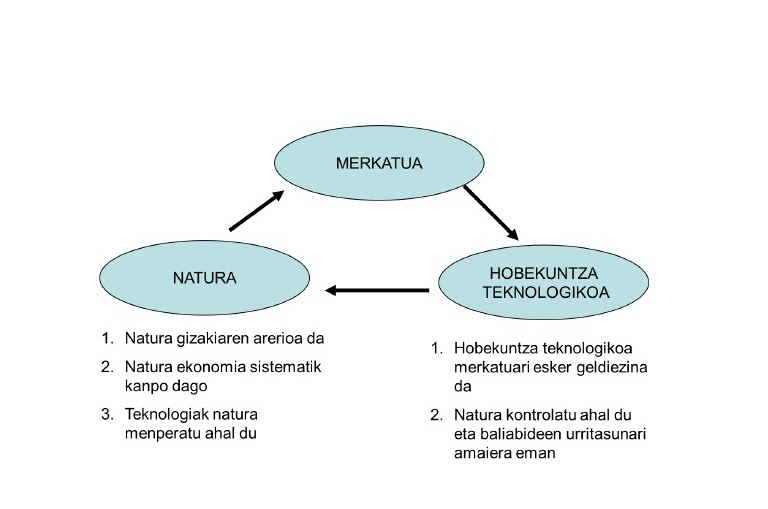 MERKATUA
NATURA
HOBEKUNTZA
TEKNOLOGIKOA
1. Natura gizakiaren arerioa da
2. Natura ekonomia sistematik
kanpo dago
3. Teknologiak natura
menperatu ahal du
1. Hobekuntza teknologikoa
merkatuari esker geldiezina
da
2. Natura kontrolatu ahal du
eta baliabideen urritasunari
amaiera eman